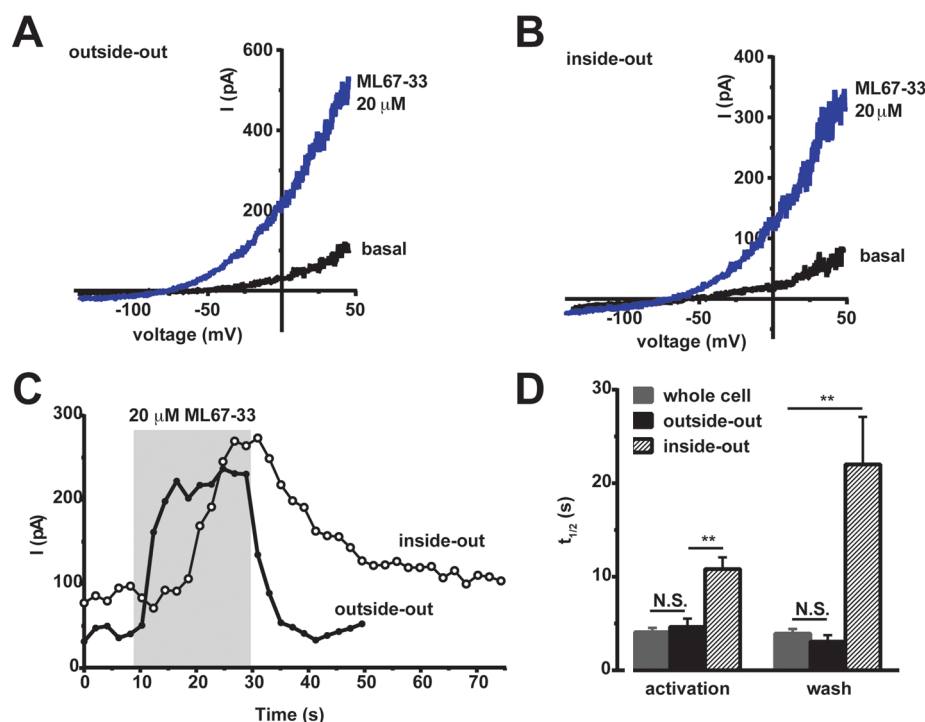 A
outside-out
600
I (pA)
ML67-33
20 μM
400
200
basal
-100
-50
50
voltage (mV)
B
inside-out
400
I (pA)
ML67-33
20 μM
300
200
100
basal
-100
-50
50
voltage (mV)
C
300
20 μM ML67-33
200
I (pA)
inside-out
100
outside-out
0
0 10 20 30 40 50 60 70
Time (s)
D
30
whole cell
outside-out
inside-out
**
20
t1/2 (s)
**
10
N.S.
N.S.
0
activation
wash